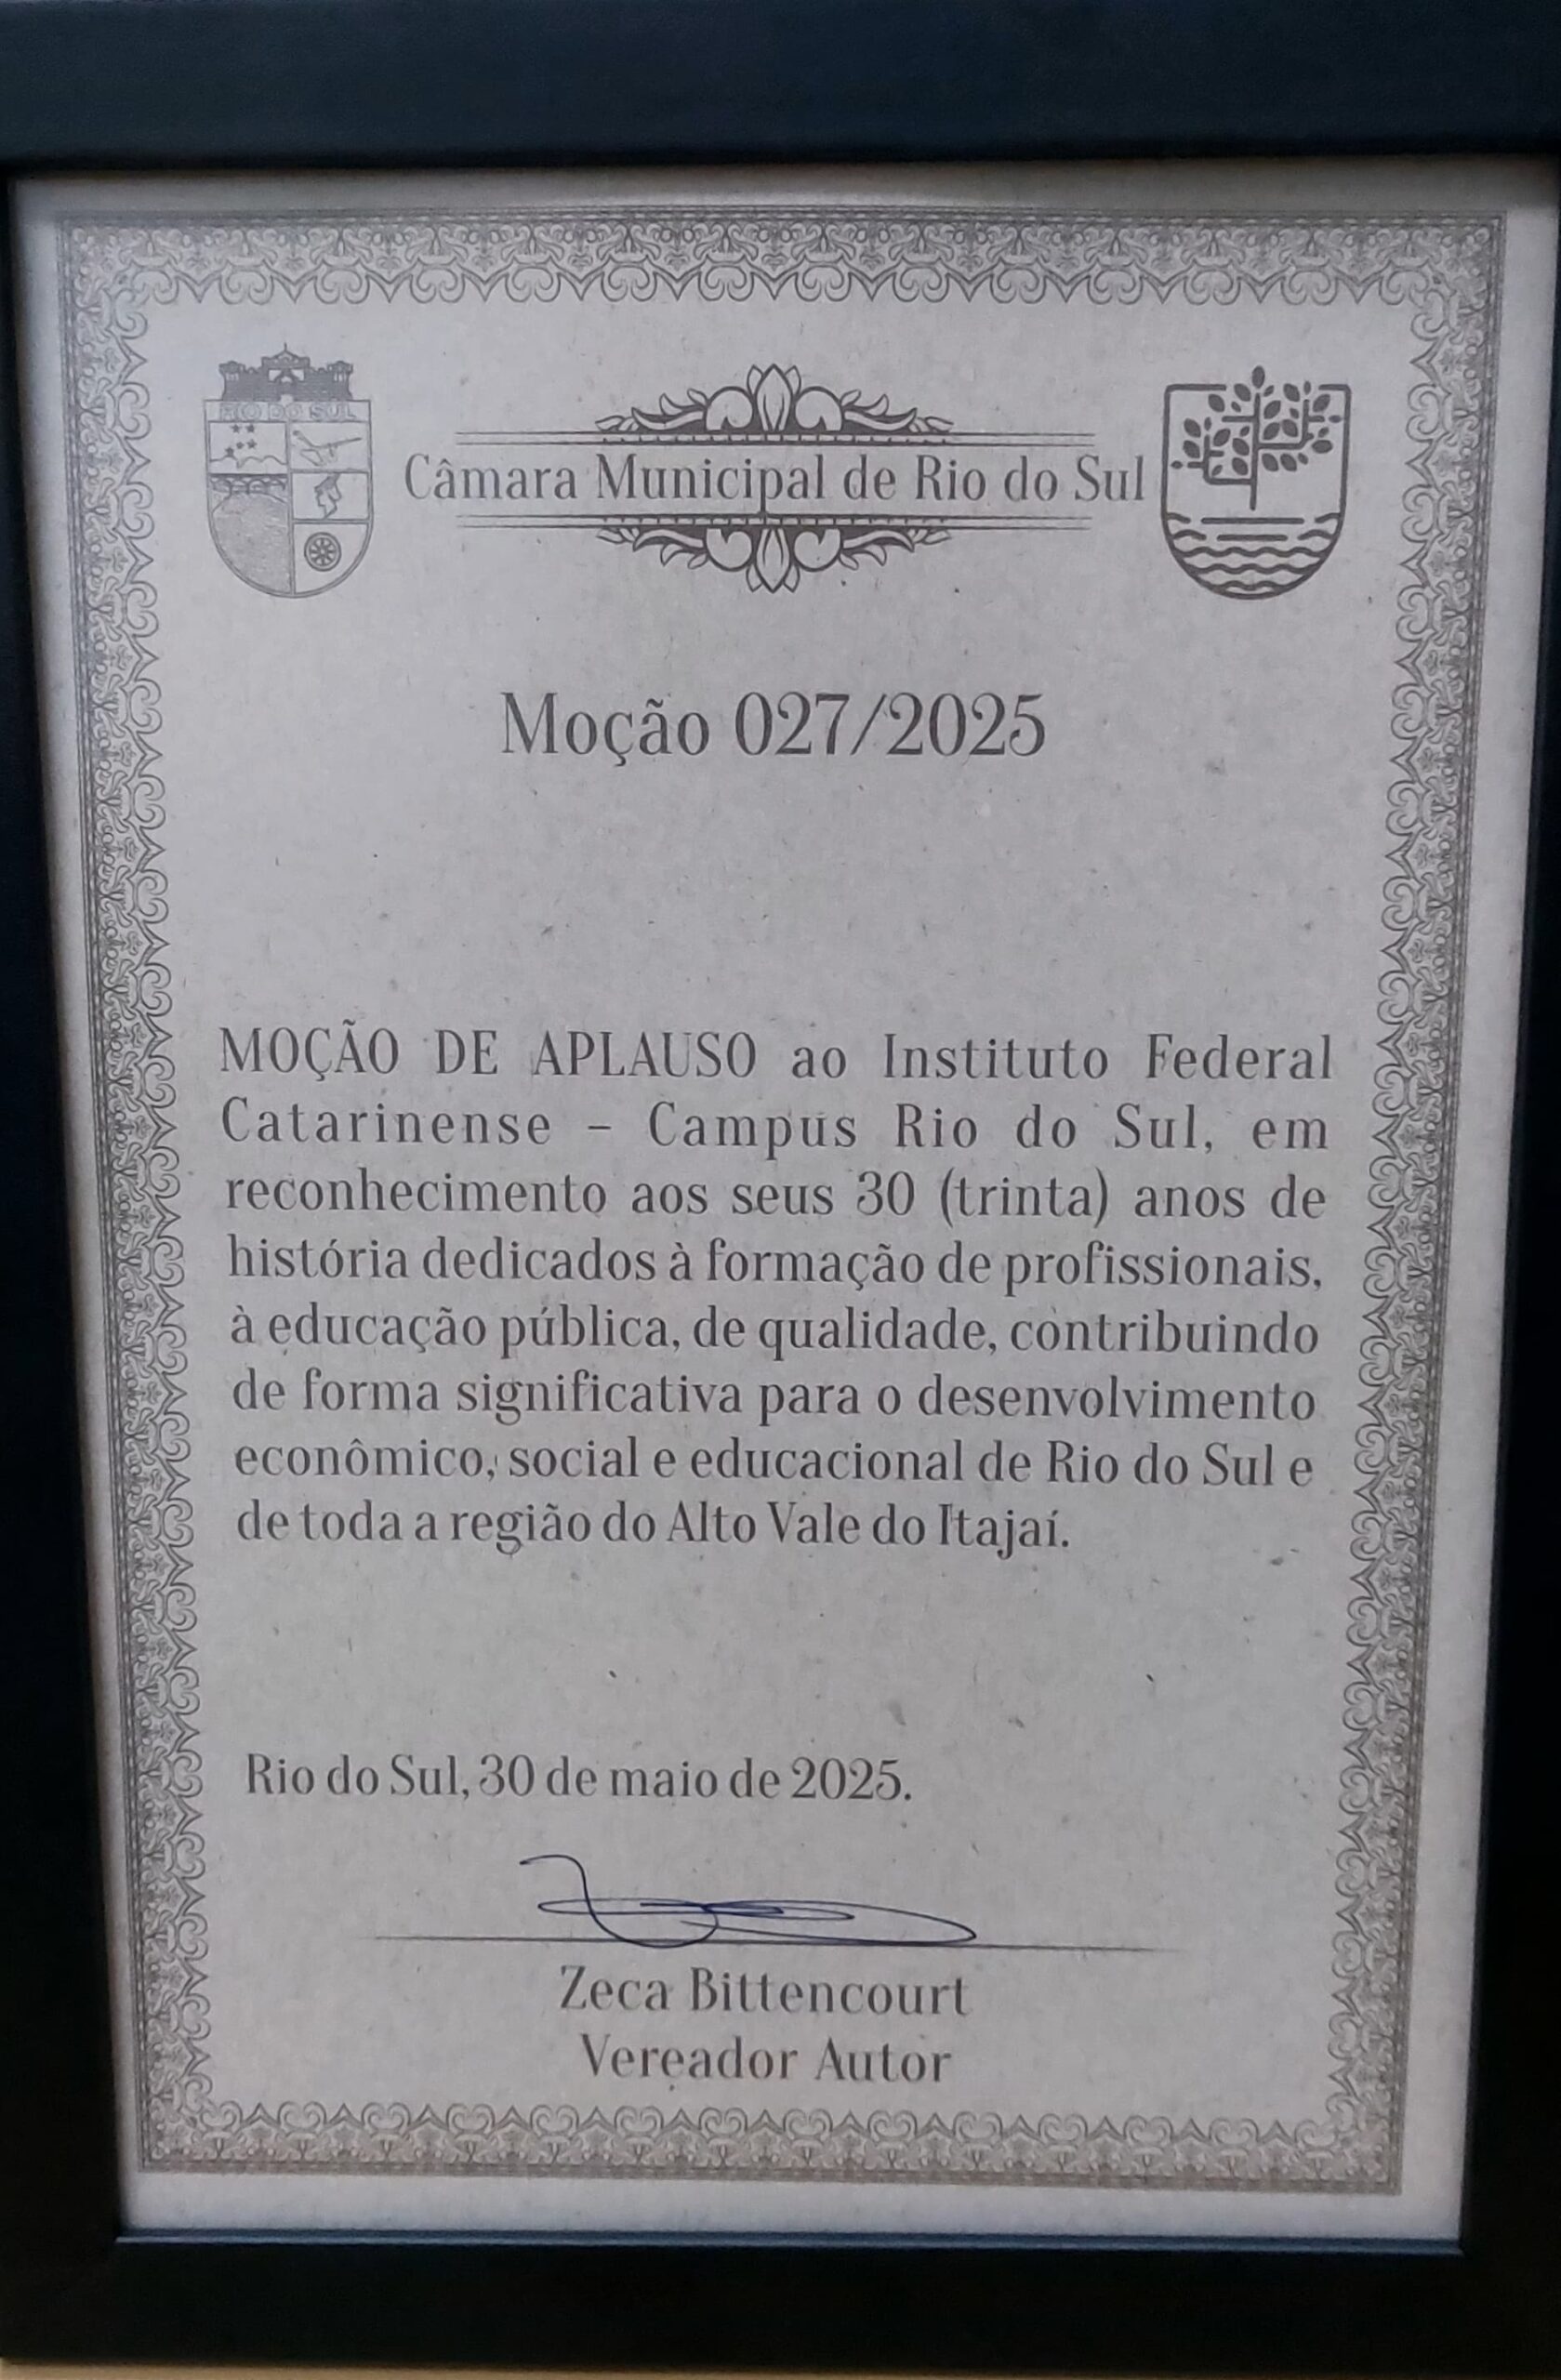 RIO DO SUL
Câmara Municipal de Rio do Sul
Moção 027/2025
MOÇÃO DE APLAUSO ao Instituto Federal
Catarinense – Campus Rio do Sul, em
reconhecimento aos seus 30 (trinta) anos de
história dedicados à formação de profissionais,
à educação pública, de qualidade, contribuindo
de forma significativa para o desenvolvimento
econômico, social e educacional de Rio do Sul e
de toda a região do Alto Vale do Itajaí.
Rio do Sul, 30 de maio de 2025.
Zeca Bittencourt
Vereador Autor